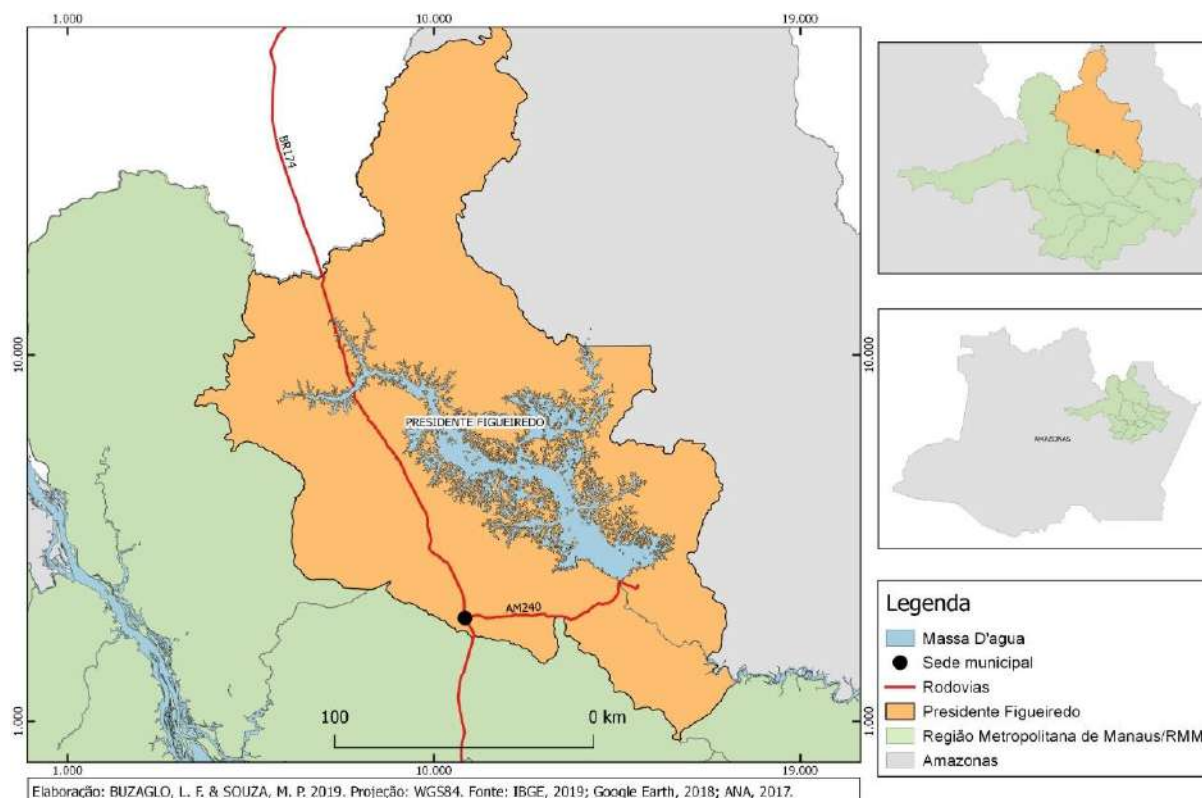 1.000 10.000 19.000
BR174
10.000 10.000
PRESIDENTE FIGUEIREDO
AMAZONAS
AM240
100 0 km
1.000 1.000
1.000 10.000 19.000
Legenda
Massa D'agua
Sede municipal
Rodovias
Presidente Figueiredo
Região Metropolitana de Manaus/RMM
Amazonas
Elaboração: BUZAGLO, L. F. & SOUZA, M. P. 2019. Projeção: WGS84. Fonte: IBGE, 2019; Google Earth, 2018; ANA, 2017.